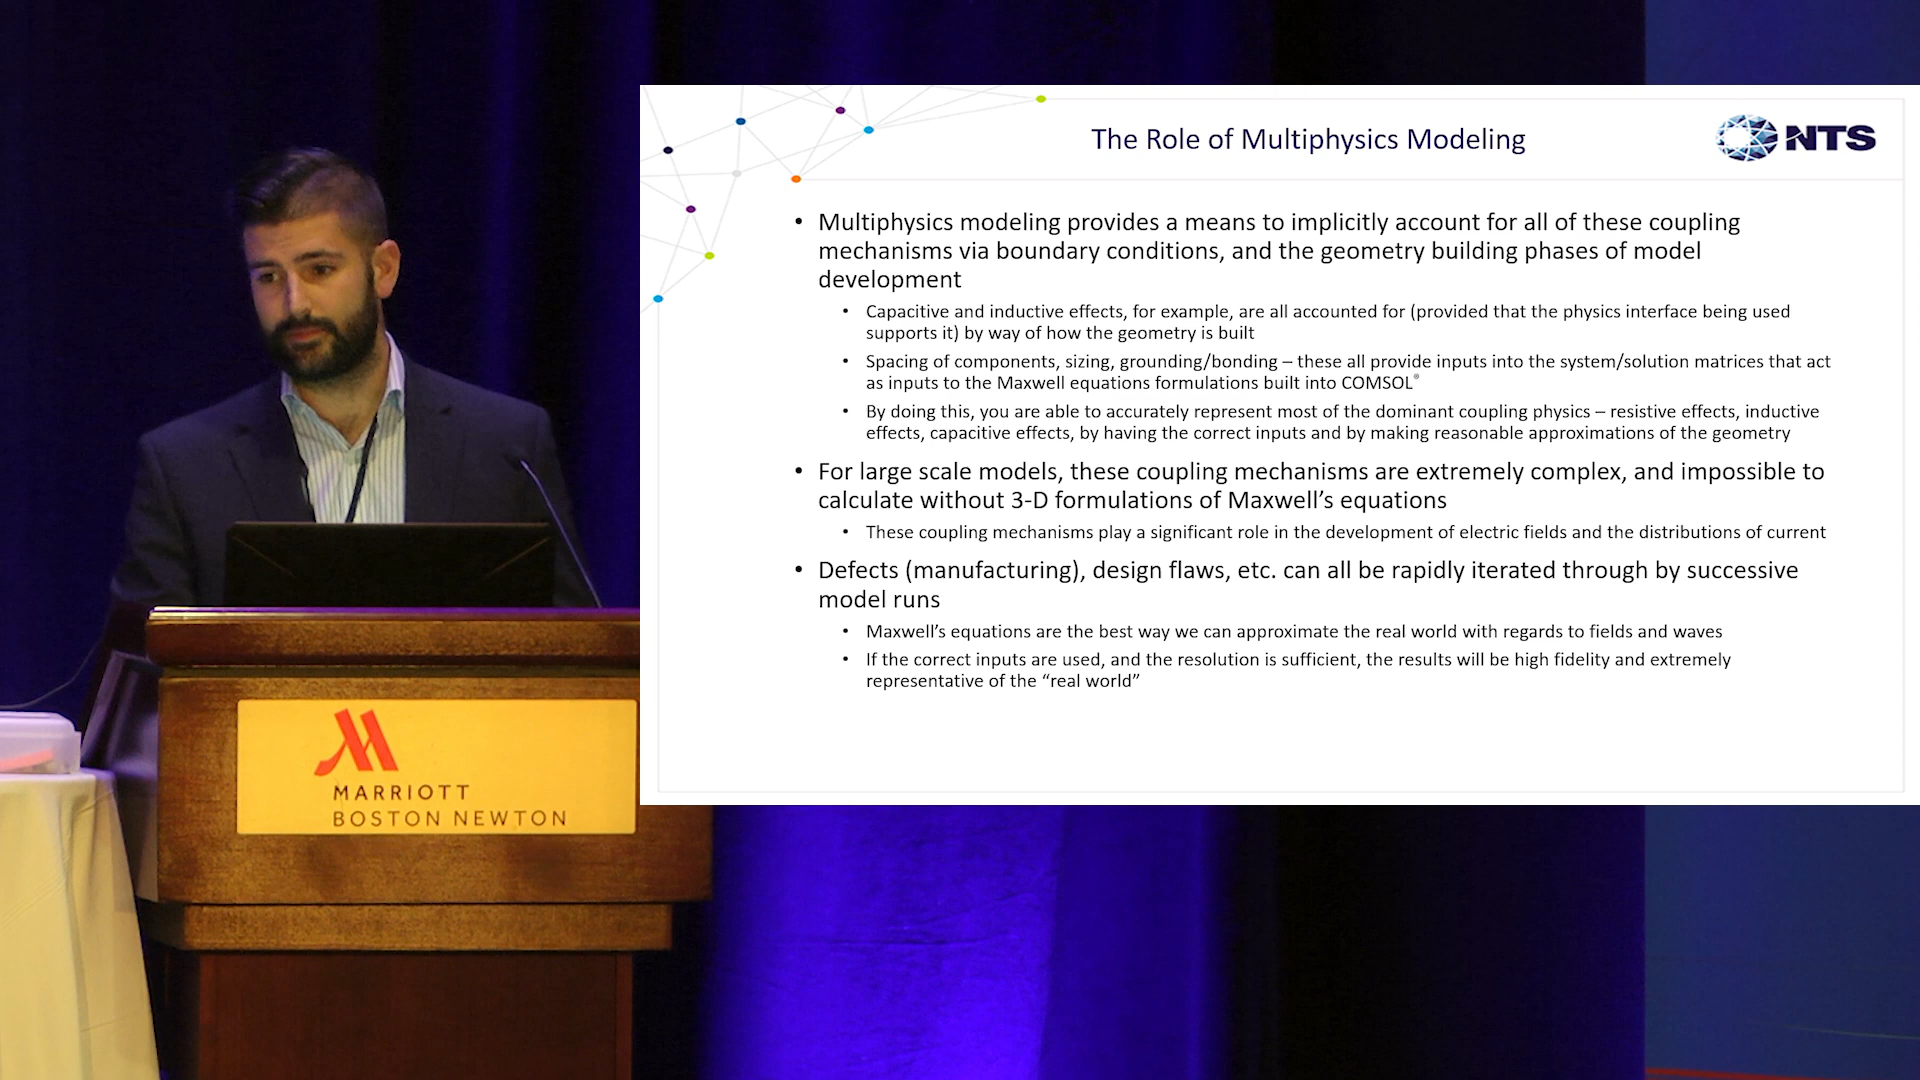 The Role of Multiphysics Modeling
NTS
• Multiphysics modeling provides a means to implicitly account for all of these coupling
mechanisms via boundary conditions, and the geometry building phases of model
development
• Capacitive and inductive effects, for example, are all accounted for (provided that the physics interface being used
supports it) by way of how the geometry is built
• Spacing of components, sizing, grounding/bonding – these all provide inputs into the system/solution matrices that act
as inputs to the Maxwell equations formulations built into COMSOL®
• By doing this, you are able to accurately represent most of the dominant coupling physics – resistive effects, inductive
effects, capacitive effects, by having the correct inputs and by making reasonable approximations of the geometry
• For large scale models, these coupling mechanisms are extremely complex, and impossible to
calculate without 3-D formulations of Maxwell’s equations
• These coupling mechanisms play a significant role in the development of electric fields and the distributions of current
• Defects (manufacturing), design flaws, etc. can all be rapidly iterated through by successive
model runs
• Maxwell’s equations are the best way we can approximate the real world with regards to fields and waves
• If the correct inputs are used, and the resolution is sufficient, the results will be high fidelity and extremely
representative of the “real world”
MARRIOTT
BOSTON NEWTON